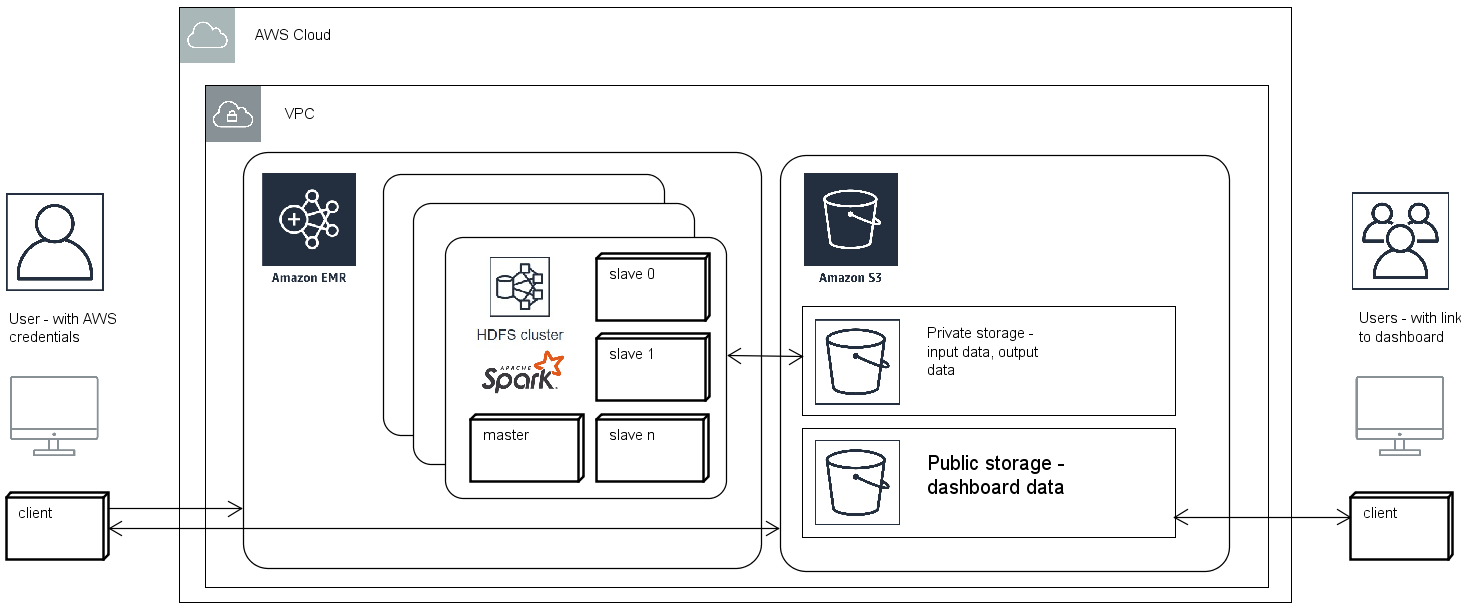 AWS Cloud
VPC
Amazon EMR
HDFS cluster
APACHE
Spark
slave 0
slave 1
master
slave n
Amazon S3
Private storage -
input data, output
data
Public storage -
dashboard data
User - with AWS
credentials
client
Users - with link
to dashboard
client